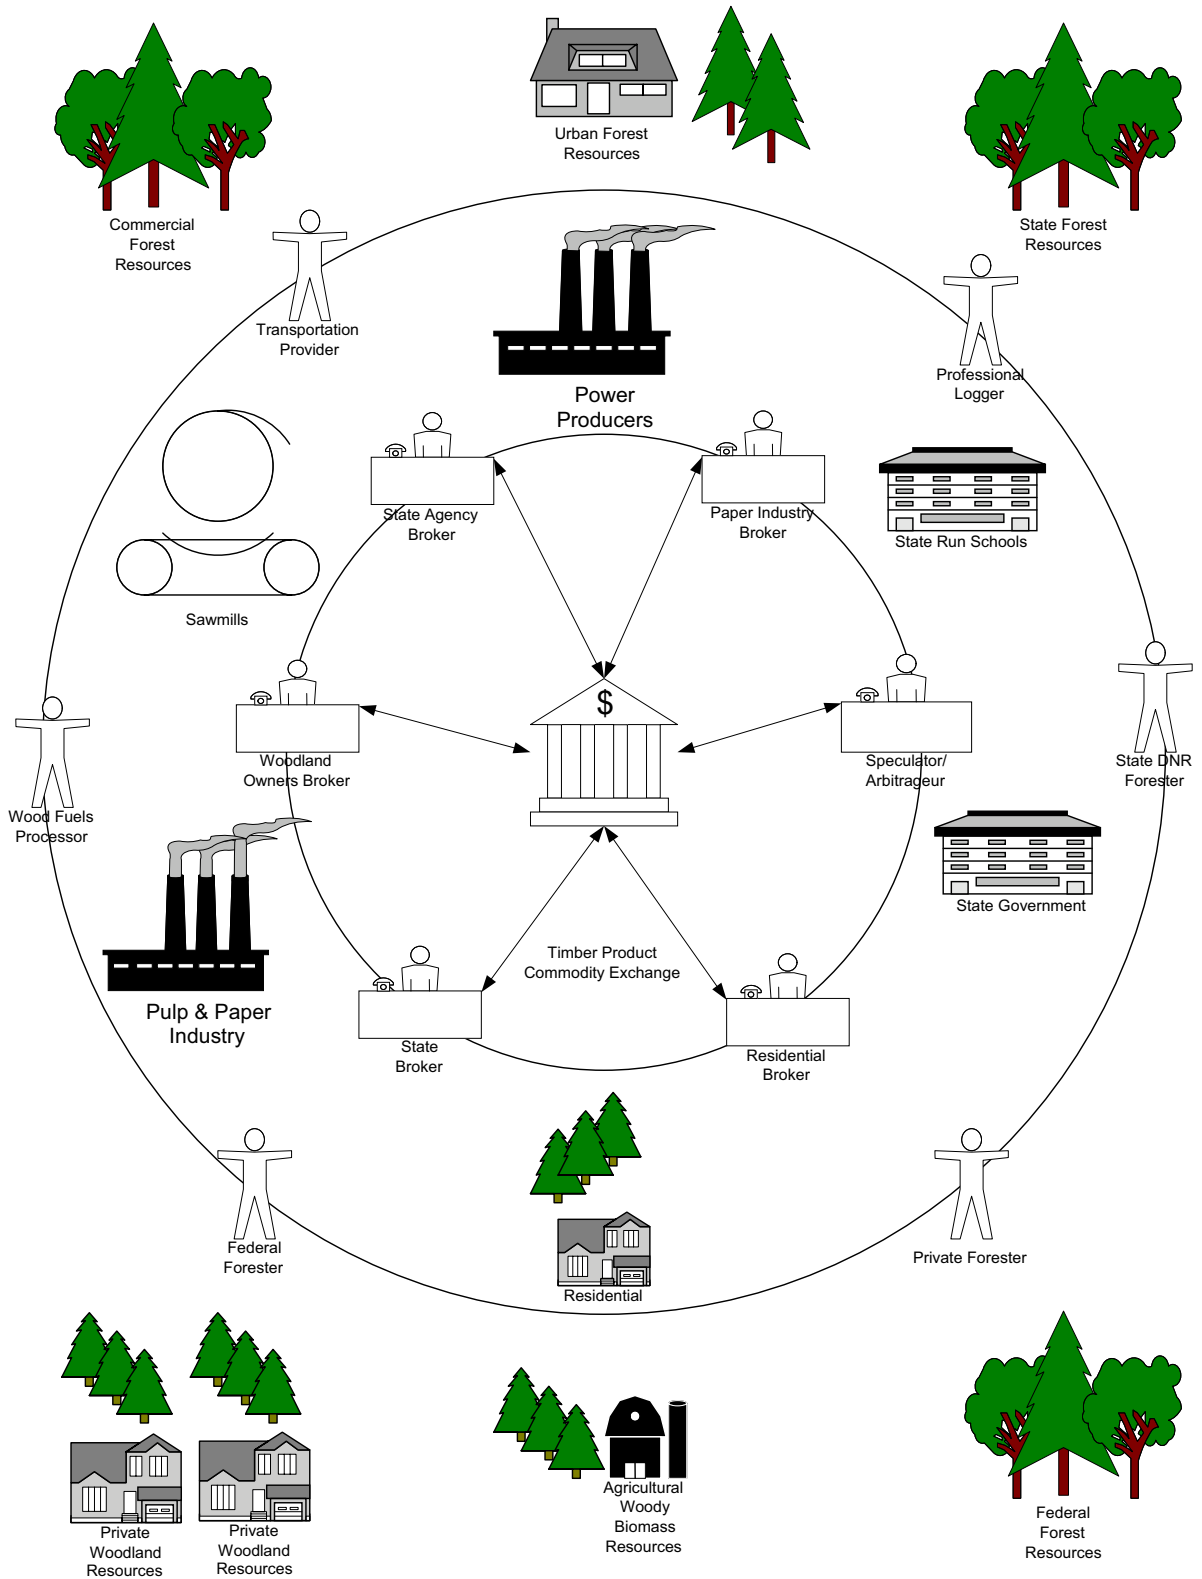 Urban Forest
Resources
Commercial
Forest
Resources
State Forest
Resources
Transportation
Provider
Professional
Logger
Power
Producers
State Agency
Broker
Paper Industry
Broker
State Run Schools
Sawmills
$
Woodland
Owners Broker
Speculator/
Arbitrageur
State DNR
Forester
Wood Fuels
Processor
State Government
Timber Product
Commodity Exchange
Pulp & Paper
Industry
State
Broker
Residential
Broker
Federal
Forester
Private Forester
Residential
Private
Woodland
Resources
Private
Woodland
Resources
Agricultural
Woody
Biomass
Resources
Federal
Forest
Resources